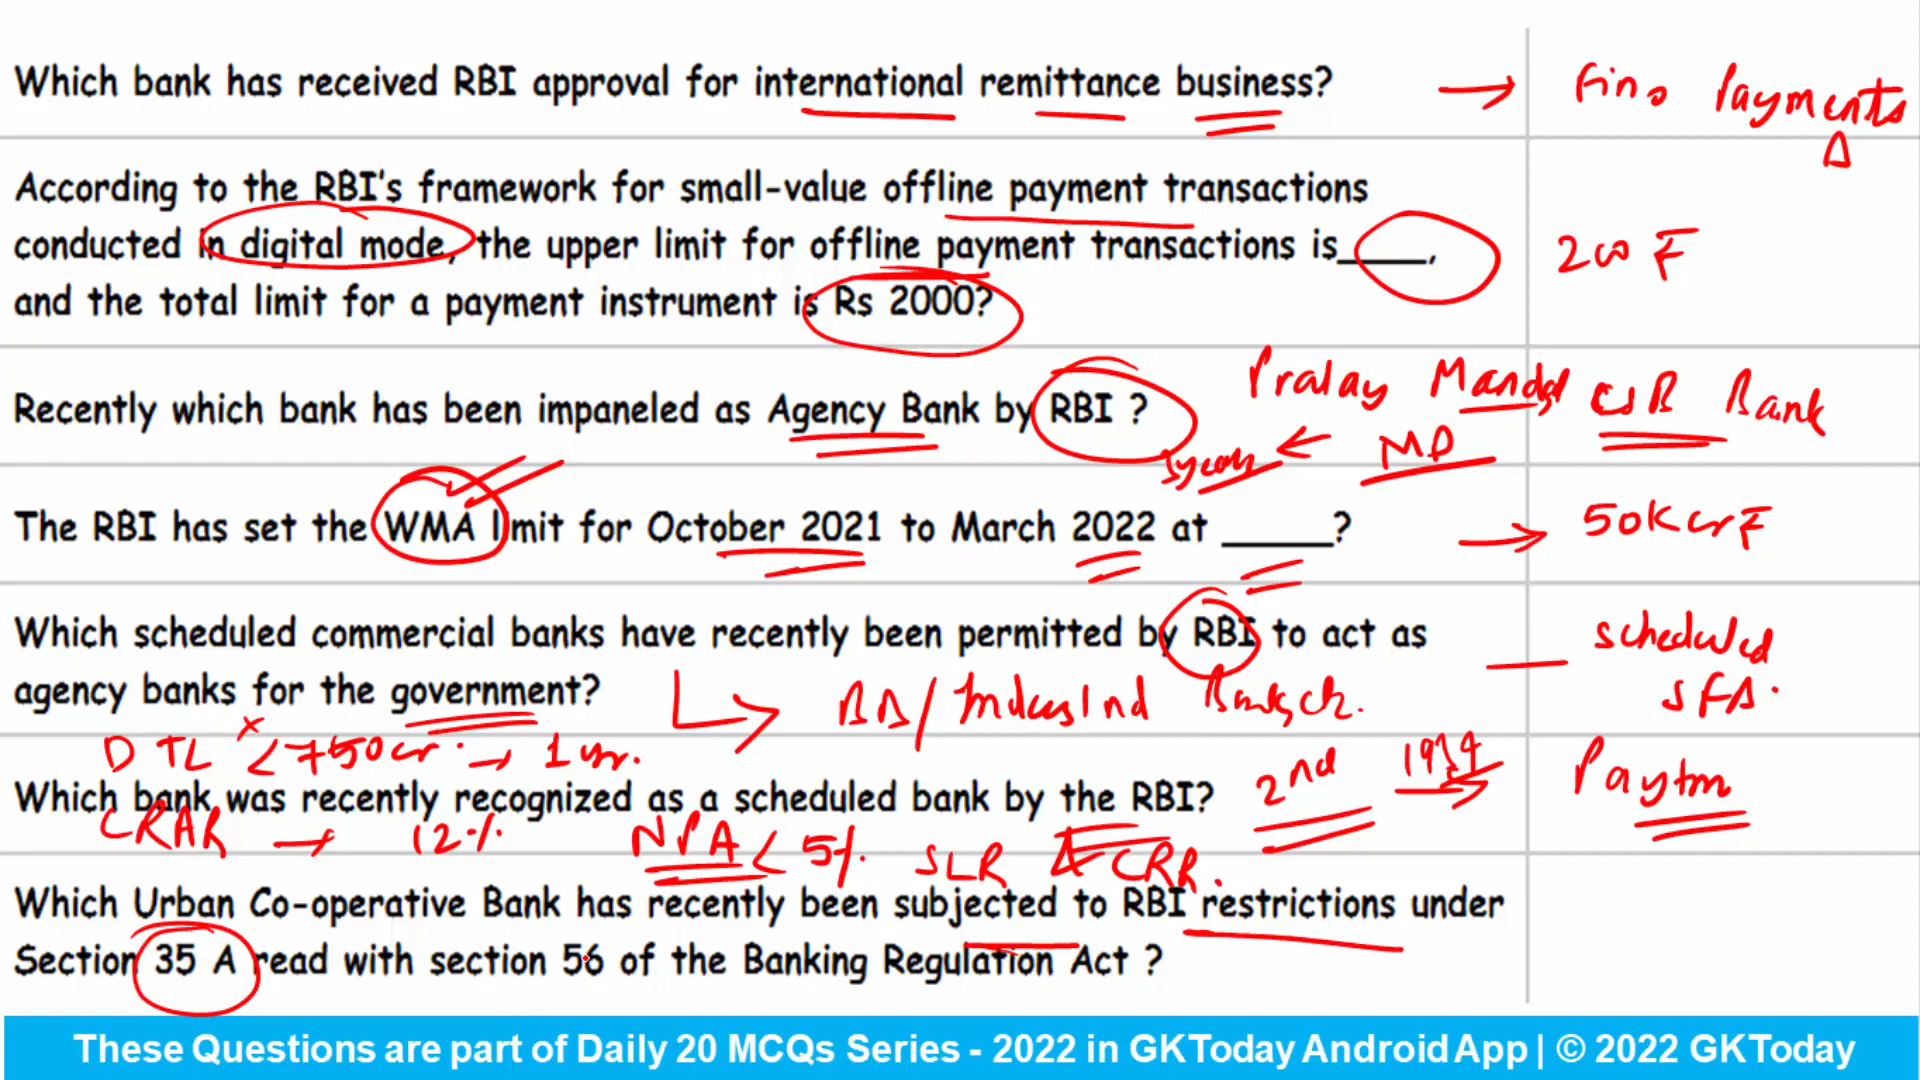 Which bank has received RBI approval for international remittance business?
→ Fino Payments
According to the RBI's framework for small-value offline payment transactions
conducted in digital mode, the upper limit for offline payment transactions is____,
and the total limit for a payment instrument is Rs 2000?
200 ₹
Pralay Mandal
Recently which bank has been impaneled as Agency Bank by RBI ?
CSB Bank
3years ← MD
The RBI has set the WMA limit for October 2021 to March 2022 at _____?
→ 50K cr ₹
Which scheduled commercial banks have recently been permitted by RBI to act as
agency banks for the government?
scheduled
SFB.
IndusInd
DTL < 750 cr. → 1 yr.
Which bank was recently recognized as a scheduled bank by the RBI?
2nd 1934
Paytm
CRAR → 12%
NPA < 5%
SLR CRR.
Which Urban Co-operative Bank has recently been subjected to RBI restrictions under
Section 35 A read with section 56 of the Banking Regulation Act ?
These Questions are part of Daily 20 MCQs Series - 2022 in GKToday Android App | © 2022 GKToday